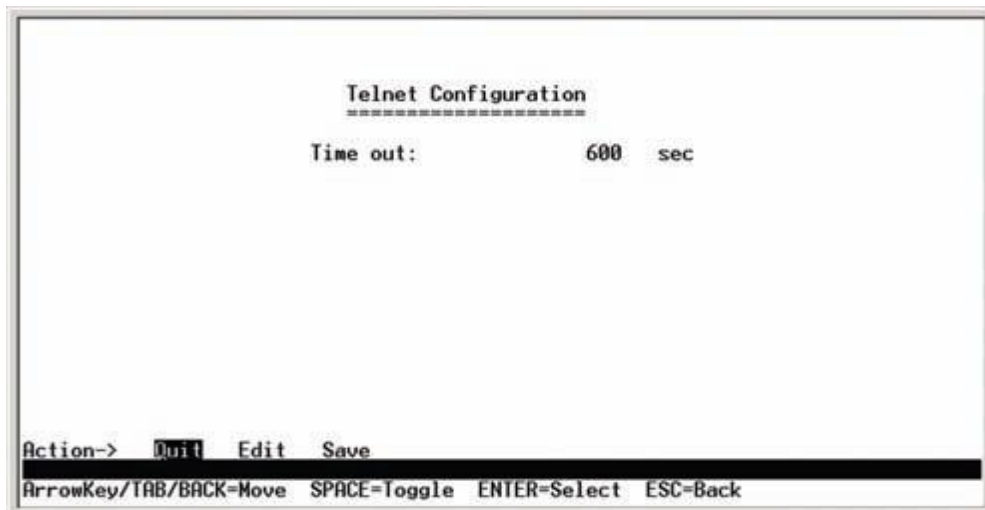 Telnet Configuration
=====================
Time out: 600 sec
Action-> Quit Edit Save
ArrowKey/TAB/BACK=Move SPACE=Toggle ENTER=Select ESC=Back